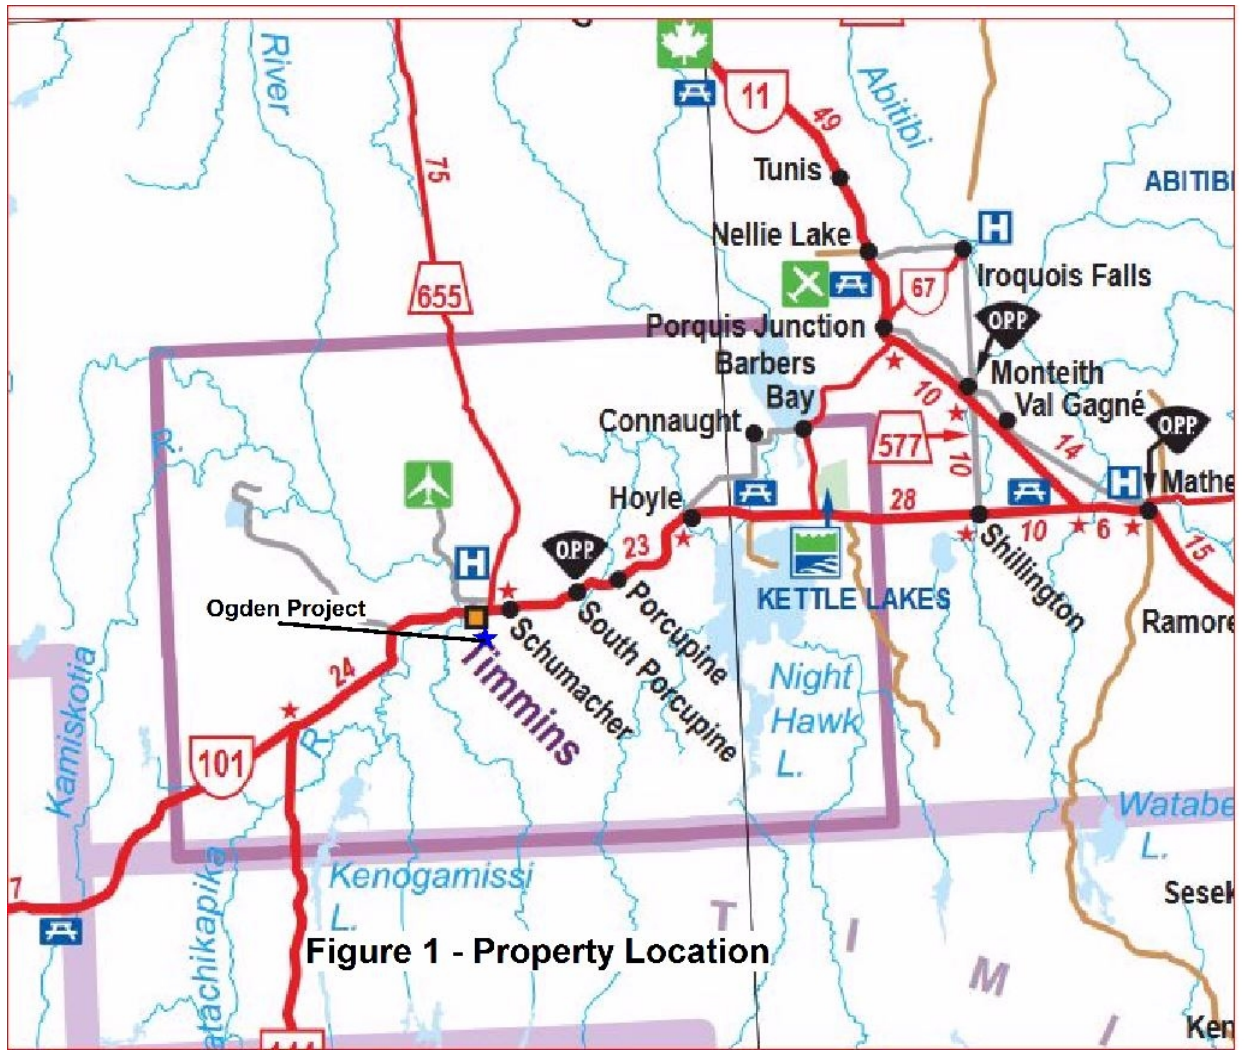 River
11
49
Abitibi
Tunis
75
ABITIBI
Nellie Lake
H
Iroquois Falls
655
67
OPP
Porquis Junction
Barbers
Bay
Monteith
10
Val Gagné
Connaught
577
10
14
OPP
R.
Hoyle
H
Mathe
28
23
OPP
10
6
15
H
Shillington
KETTLE LAKES
Ogden Project
Porcupine
South Porcupine
Schumacher
Timmins
Ramore
24
Kamiskotia
R.
Night
Hawk
L.
101
Watabe
L.
7
Kenogamissi
L.
atachikapika
Sesek
T I M I
Figure 1 - Property Location
Ken
144